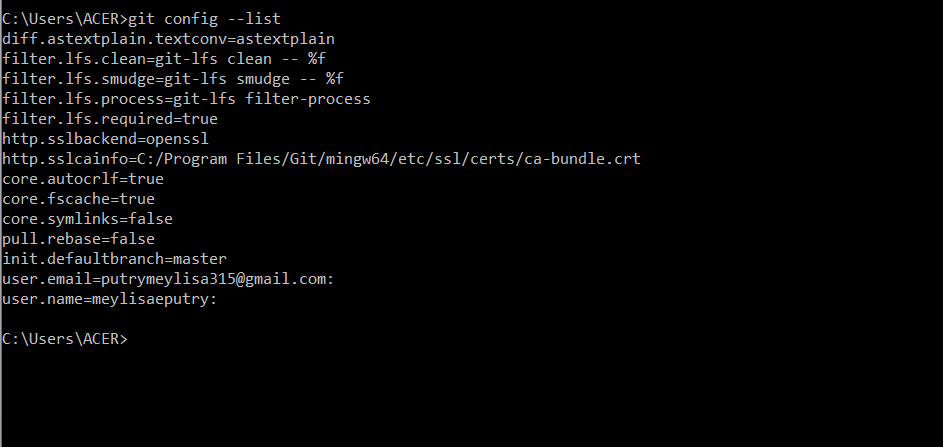 C:\Users\ACER>git config --list
diff.astextplain.textconv=astextplain
filter.lfs.clean=git-lfs clean -- %f
filter.lfs.smudge=git-lfs smudge -- %f
filter.lfs.process=git-lfs filter-process
filter.lfs.required=true
http.sslbackend=openssl
http.sslcainfo=C:/Program Files/Git/mingw64/etc/ssl/certs/ca-bundle.crt
core.autocrlf=true
core.fscache=true
core.symlinks=false
pull.rebase=false
init.defaultbranch=master
user.email=putrymeylisa315@gmail.com:
user.name=meylisaeputry:
C:\Users\ACER>